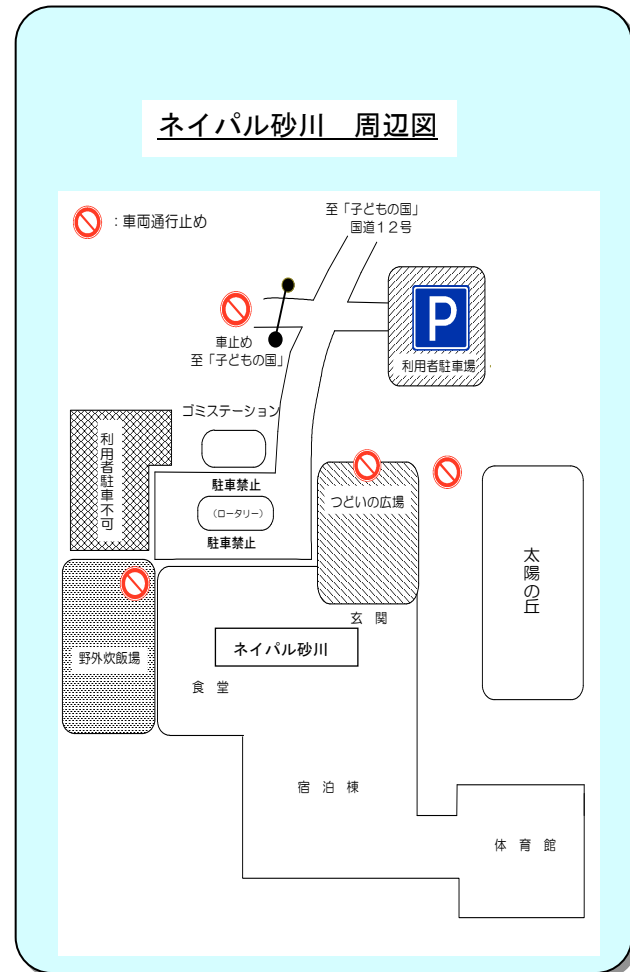 ネイパル砂川　周辺図
：車両通行止め
至「子どもの国」
国道１２号
P
利用者駐車場
車止め
至「子どもの国」
ゴミステーション
利用者駐車不可
駐車禁止
（ロータリー）
駐車禁止
つどいの広場
太陽の丘
野外炊飯場
玄　関
ネイパル砂川
食　堂
宿　泊　棟
体　育　館